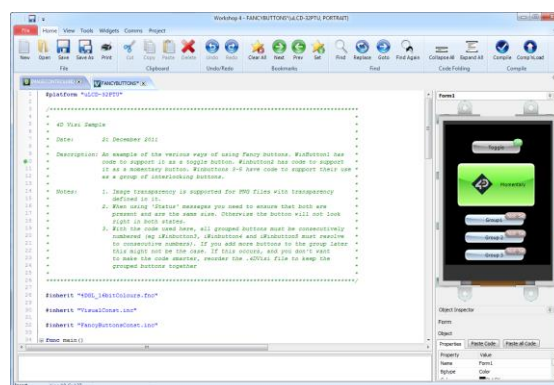 Workshop 4 - FANCYBUTTONS*(uLCD-32PTU, PORTRAIT)
File Home View Tools Widgets Comms Project
New Open Save Save As Print Cut Copy Paste Delete Undo Redo Clear All Next Prev Set Find Replace Goto Find Again Collapse All Expand All Compile Comp'nLoad
File Clipboard Undo/Redo Bookmarks Find Code Folding Compile
FANCYBUTTONS*
#platform "uLCD-32PTU"
4D Visi Sample
Date: December 2011
Description: An example of the various ways of using Fancy buttons. WinButton1 has
code to support it as a toggle button. Winbutton2 has code to support
it as a momentary button. Winbuttons 3-5 have code to support their use
as a group of interlocking buttons.
Notes: 1. Image transparency is supported for PNG files with transparency
defined in it.
2. When using 'Status' messages you need to ensure that both are
present and are the same size. Otherwise the button will not look
right in both states.
3. With the code used here, all grouped buttons must be consecutively
numbered (eg iWinbutton3, iWinbutton4 and iWinbutton5 must resolve
to consecutive numbers). If you add more buttons to the group later
this might not be the case. If this occurs, and you don't want
to make the code smarter, reorder the .4DVisi file to keep the
grouped buttons together
#inherit "4DGL_16bitColours.fnc"
#inherit "VisualConst.inc"
#inherit "FancyButtonsConst.inc"
func main()
Form1
Toggle
4D
Momentary
Group1
Group 2
Group 3
Object Inspector
Form
Object
Properties Paste Code Paste all Code
Property Value
Name Form1
Bgtype Color